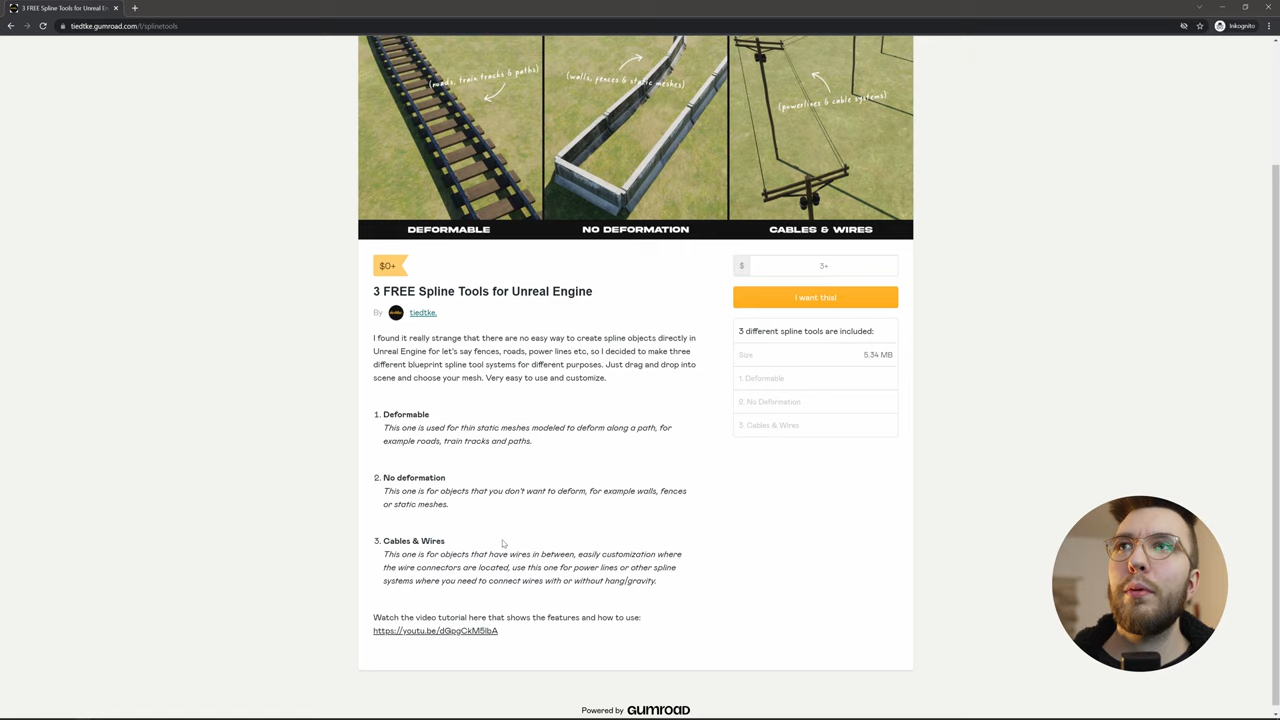 3 FREE Spline Tools for Unreal En
tiedtke.gumroad.com/l/splinetools
Inkognito
(roads, train tracks & paths)
(walls, fences & static meshes)
(powerlines & cable systems)
DEFORMABLE
NO DEFORMATION
CABLES & WIRES
$0+
3 FREE Spline Tools for Unreal Engine
By tiedtke.
I found it really strange that there are no easy way to create spline objects directly in
Unreal Engine for let's say fences, roads, power lines etc, so I decided to make three
different blueprint spline tool systems for different purposes. Just drag and drop into
scene and choose your mesh. Very easy to use and customize.
1. Deformable
This one is used for thin static meshes modeled to deform along a path, for
example roads, train tracks and paths.
2. No deformation
This one is for objects that you don't want to deform, for example walls, fences
or static meshes.
3. Cables & Wires
This one is for objects that have wires in between, easily customization where
the wire connectors are located, use this one for power lines or other spline
systems where you need to connect wires with or without hang/gravity.
Watch the video tutorial here that shows the features and how to use:
https://youtu.be/dGpgCkM5IbA
$ 3+
I want this!
3 different spline tools are included:
Size 5.34 MB
1. Deformable
2. No Deformation
3. Cables & Wires
Powered by GUMROAD